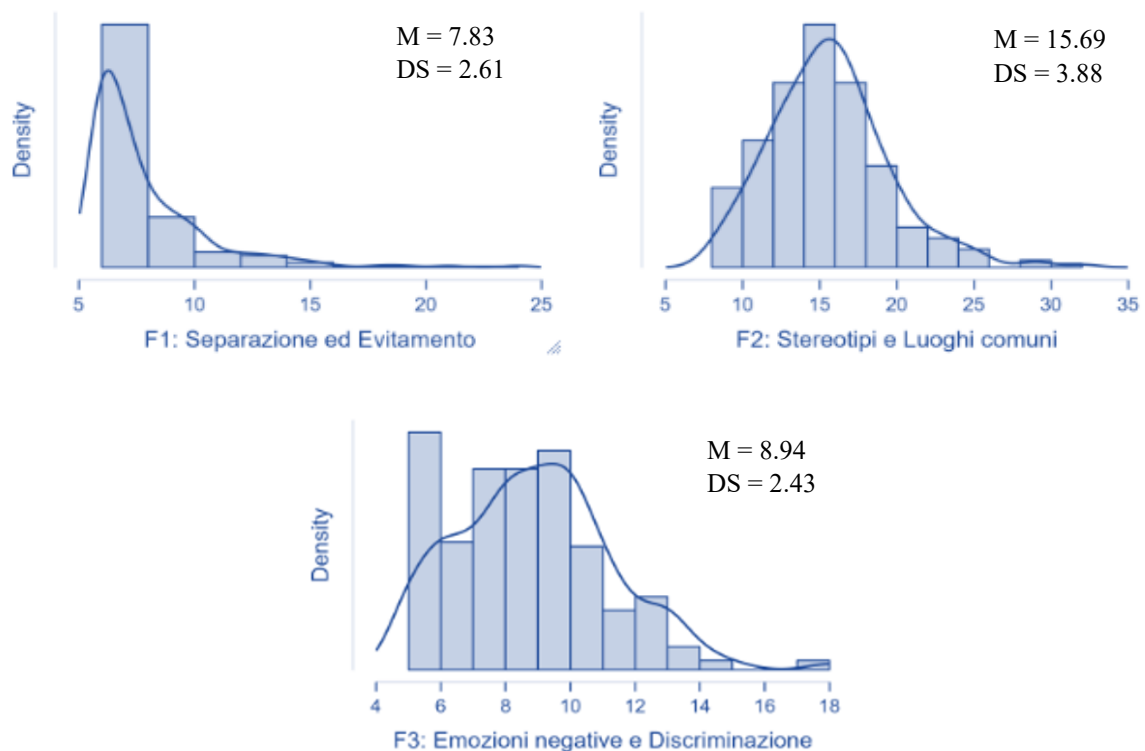 M = 7.83
DS = 2.61
Density
5 10 15 20 25
F1: Separazione ed Evitamento
M = 15.69
DS = 3.88
Density
5 10 15 20 25 30 35
F2: Stereotipi e Luoghi comuni
M = 8.94
DS = 2.43
Density
4 6 8 10 12 14 16 18
F3: Emozioni negative e Discriminazione